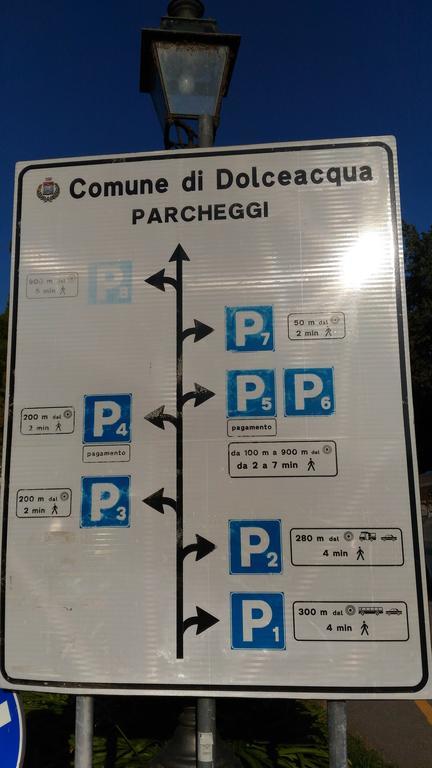 Comune di Dolceacqua
PARCHEGGI
P8
5 min
P7
50 m dal
2 min
P5 P6
pagamento
da 100 m a 900 m dal
da 2 a 7 min
200 m dal
2 min
P4
pagamento
200 m dal
2 min
P3
P2
280 m dal
4 min
P1
300 m dal
4 min